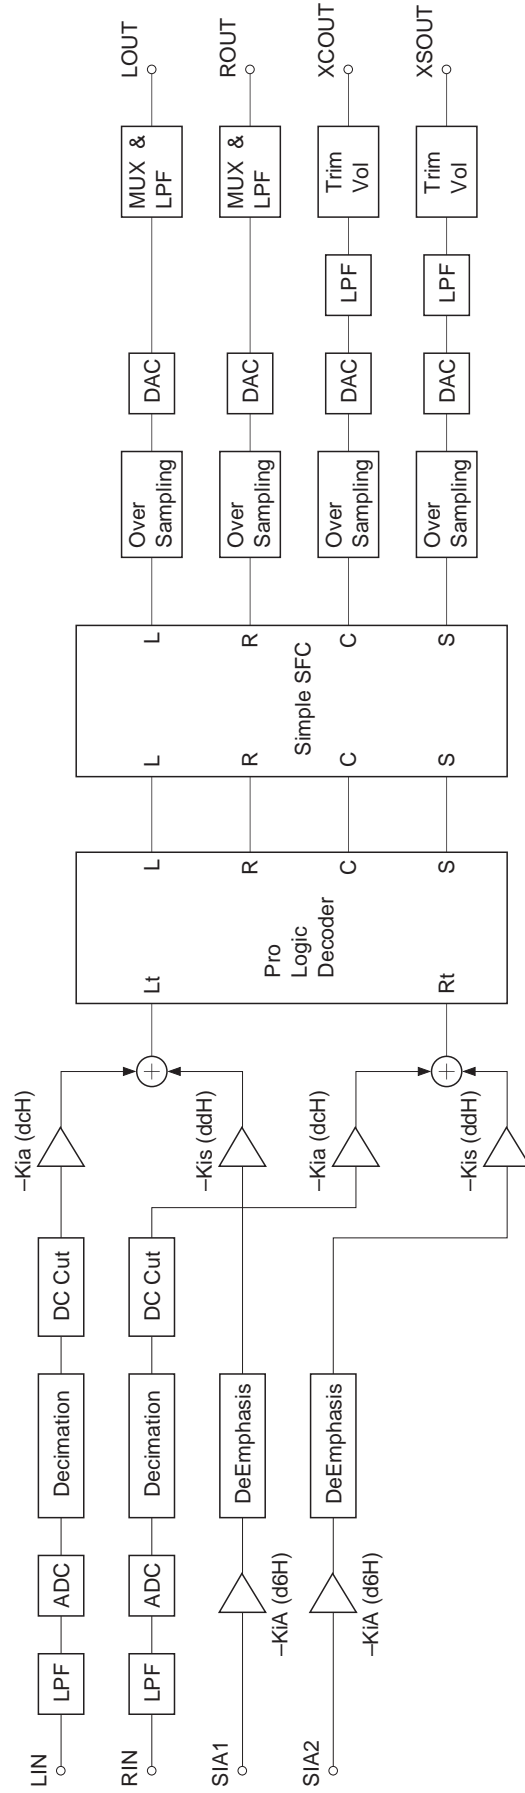 LIN
LPF
ADC
Decimation
DC Cut
–Kia (dcH)
RIN
LPF
ADC
Decimation
DC Cut
–Kis (ddH)
SIA1
–KiA (d6H)
DeEmphasis
–Kia (dcH)
SIA2
–KiA (d6H)
DeEmphasis
–Kis (ddH)
Lt
Rt
Pro
Logic
Decoder
L
R
C
S
L
R
C
S
Simple SFC
L
R
C
S
Over
Sampling
DAC
MUX &
LPF
LOUT
Over
Sampling
DAC
MUX &
LPF
ROUT
Over
Sampling
DAC
LPF
Trim
Vol
XCOUT
Over
Sampling
DAC
LPF
Trim
Vol
XSOUT